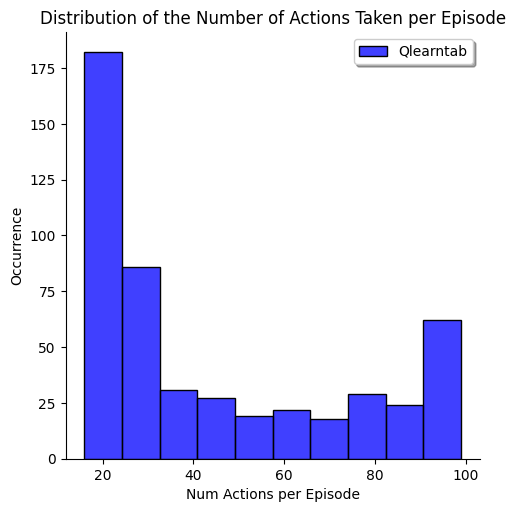 Distribution of the Number of Actions Taken per Episode
Qlearntab
175
150
125
100
75
50
25
0
Occurrence
20 40 60 80 100
Num Actions per Episode